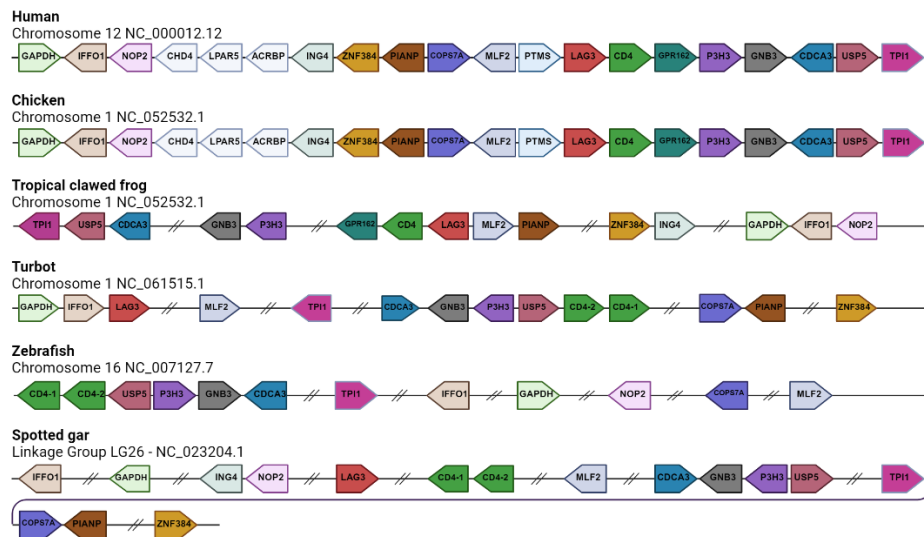 Human
Chromosome 12 NC_000012.12
GAPDH IFFO1 NOP2 CHD4 LPAR5 ACRBP ING4 ZNF384 PIANP COPS7A MLF2 PTMS LAG3 CD4 GPR162 P3H3 GNB3 CDCA3 USP5 TPI1
Chicken
Chromosome 1 NC_052532.1
GAPDH IFFO1 NOP2 CHD4 LPAR5 ACRBP ING4 ZNF384 PIANP COPS7A MLF2 PTMS LAG3 CD4 GPR162 P3H3 GNB3 CDCA3 USP5 TPI1
Tropical clawed frog
Chromosome 1 NC_052532.1
TPI1 USP5 CDCA3 // GNB3 P3H3 // GPR162 CD4 LAG3 MLF2 PIANP // ZNF384 ING4 // GAPDH IFFO1 NOP2
Turbot
Chromosome 1 NC_061515.1
GAPDH IFFO1 LAG3 // MLF2 // TPI1 // CDCA3 GNB3 P3H3 USP5 CD4-2 CD4-1 // COPS7A PIANP // ZNF384
Zebrafish
Chromosome 16 NC_007127.7
CD4-1 CD4-2 USP5 P3H3 GNB3 CDCA3 // TPI1 // IFFO1 // GAPDH // NOP2 // COPS7A // MLF2
Spotted gar
Linkage Group LG26 - NC_023204.1
IFFO1 // GAPDH // ING4 NOP2 // LAG3 // CD4-1 CD4-2 // MLF2 // CDCA3 GNB3 P3H3 USP5 // TPI1
COPS7A PIANP // ZNF384